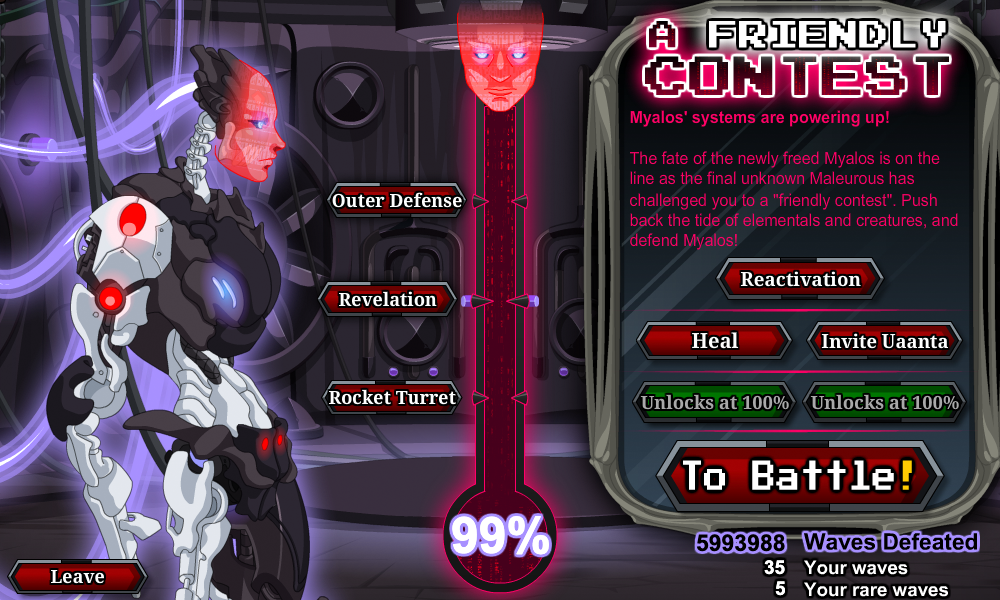 A FRIENDLY
CONTEST
Myalos' systems are powering up!
The fate of the newly freed Myalos is on the
line as the final unknown Maleurous has
challenged you to a "friendly contest". Push
back the tide of elementals and creatures, and
defend Myalos!
Reactivation
Heal
Invite Uaanta
Unlocks at 100%
Unlocks at 100%
To Battle!
Outer Defense
Revelation
Rocket Turret
99%
5993988 Waves Defeated
35 Your waves
5 Your rare waves
Leave